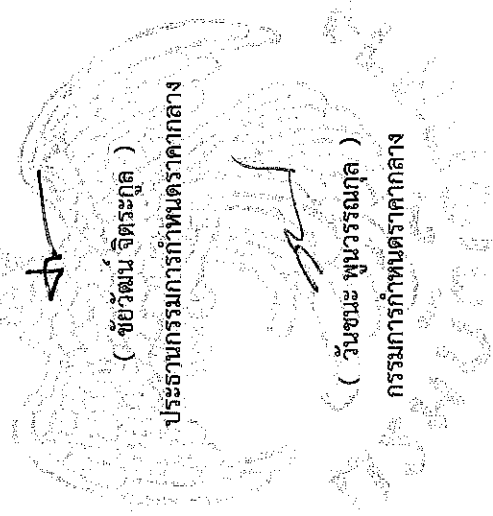 ( ชัยวัฒน์ จิตระกูล )
ประธานกรรมการกำหนดราคากลาง
( วันชนะ พูนวรรณกุล )
กรรมการกำหนดราคากลาง